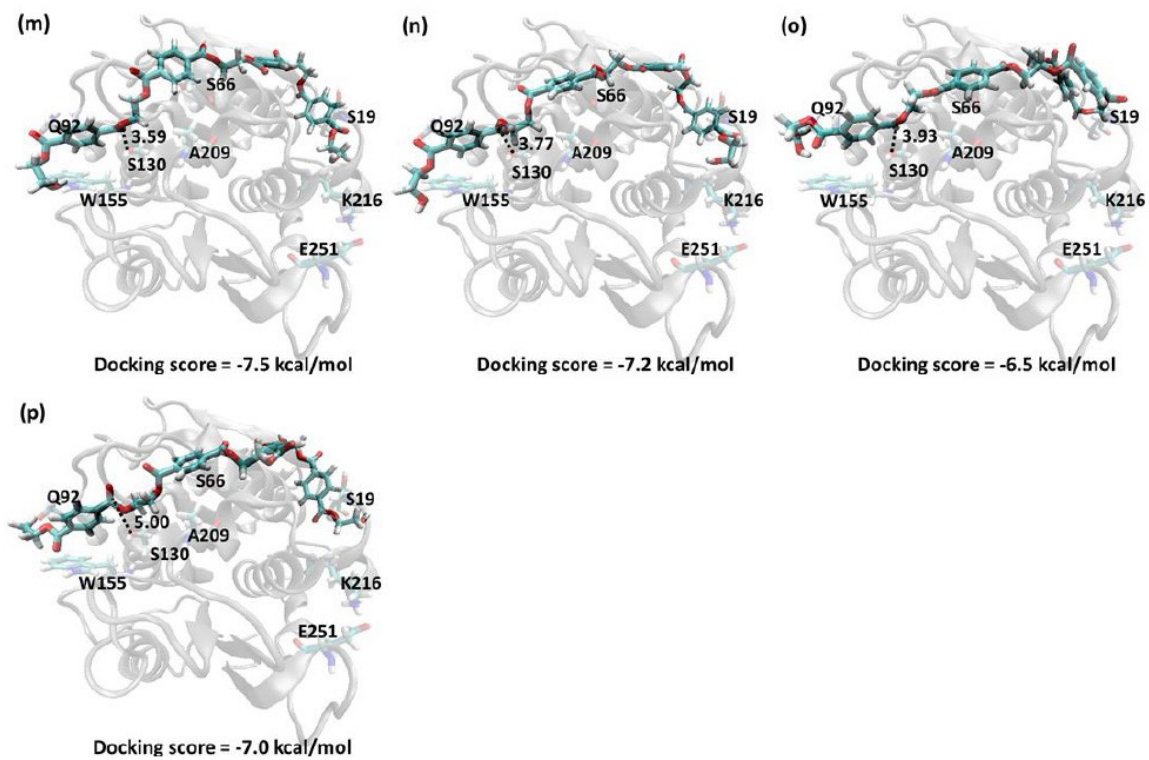 (m)
S66
Q92
S19
3.59
S130
A209
W155
K216
E251
Docking score = -7.5 kcal/mol
(n)
S66
Q92
S19
3.77
S130
A209
W155
K216
E251
Docking score = -7.2 kcal/mol
(o)
S66
Q92
S19
3.93
S130
A209
W155
K216
E251
Docking score = -6.5 kcal/mol
(p)
S66
Q92
S19
5.00
S130
A209
W155
K216
E251
Docking score = -7.0 kcal/mol